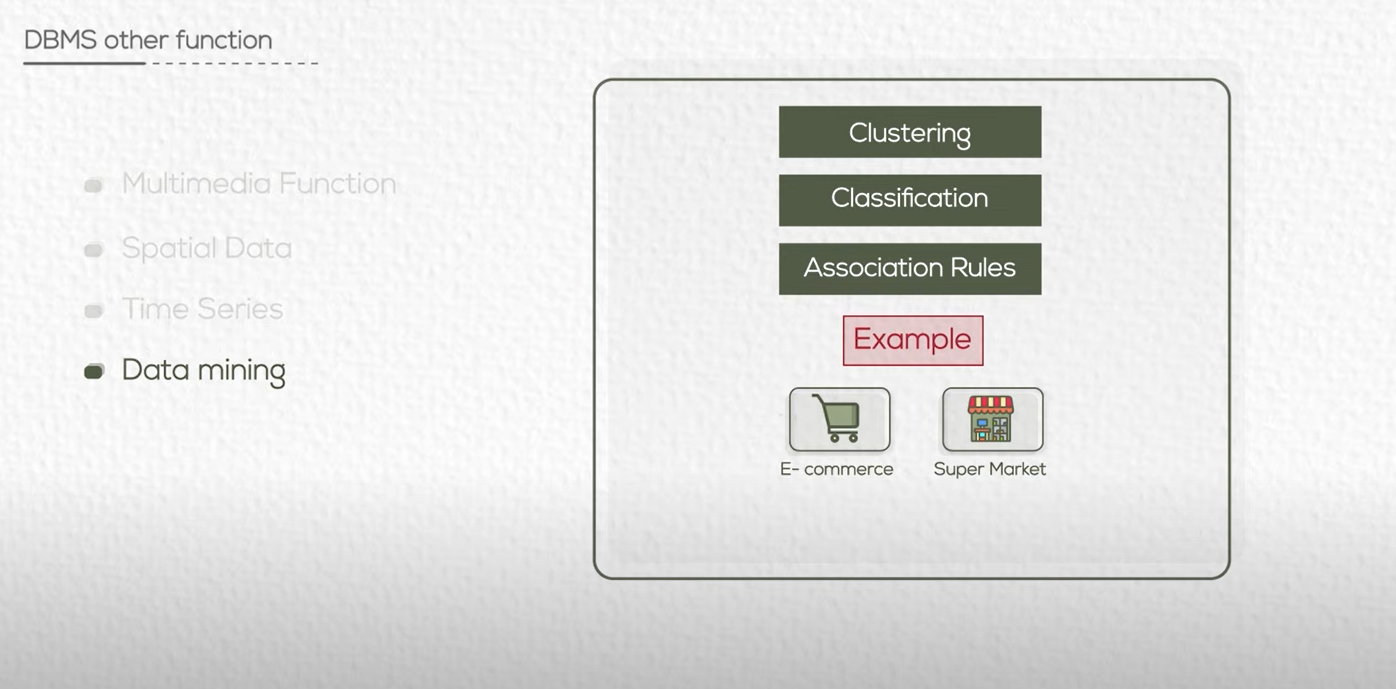 DBMS other function
Multimedia Function
Spatial Data
Time Series
Data mining
Clustering
Classification
Association Rules
Example
E- commerce
Super Market